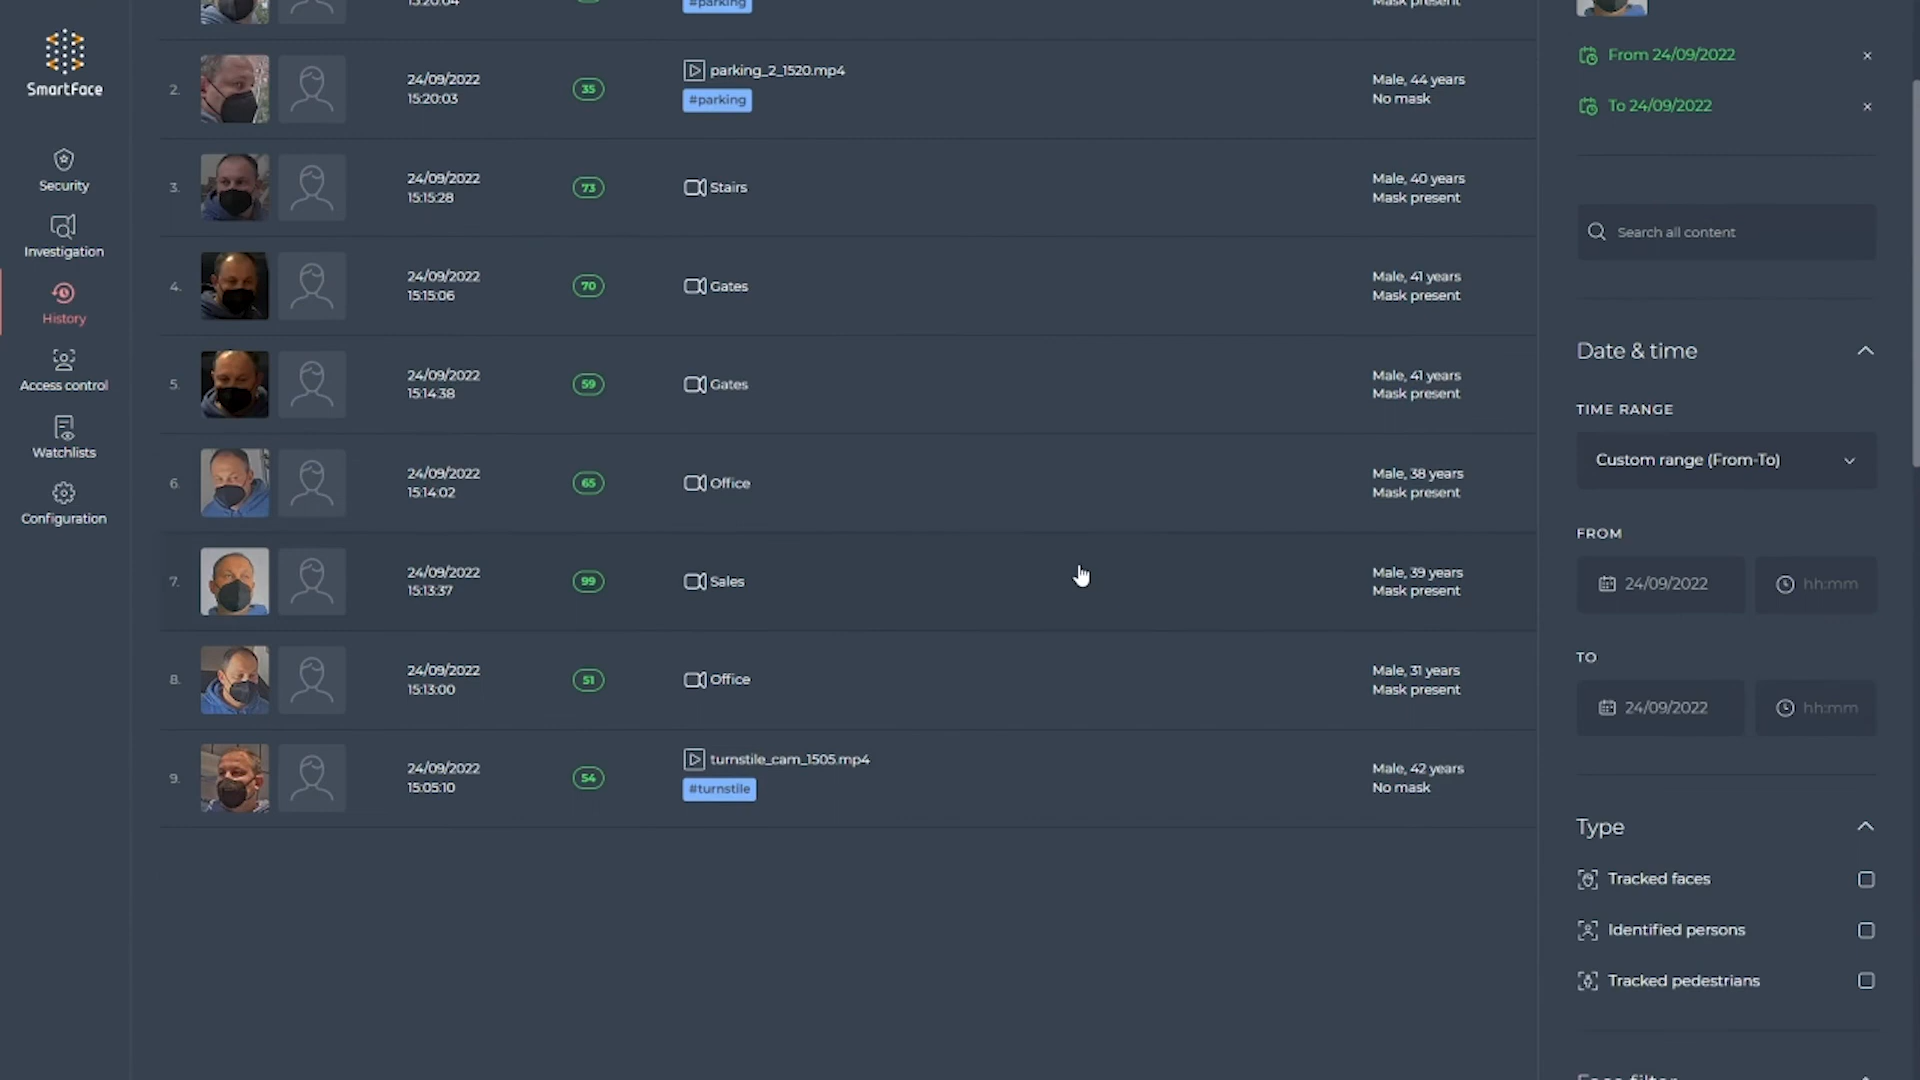 15:20:04
#parking
Mask present
SmartFace
Security
Investigation
History
Access control
Watchlists
Configuration
2.
24/09/2022
15:20:03
35
parking_2_1520.mp4
#parking
Male, 44 years
No mask
3.
24/09/2022
15:15:28
73
Stairs
Male, 40 years
Mask present
4.
24/09/2022
15:15:06
70
Gates
Male, 41 years
Mask present
5.
24/09/2022
15:14:38
59
Gates
Male, 41 years
Mask present
6.
24/09/2022
15:14:02
65
Office
Male, 38 years
Mask present
7.
24/09/2022
15:13:37
99
Sales
Male, 39 years
Mask present
8.
24/09/2022
15:13:00
51
Office
Male, 31 years
Mask present
9.
24/09/2022
15:05:10
54
turnstile_cam_1505.mp4
#turnstile
Male, 42 years
No mask
From 24/09/2022
To 24/09/2022
Search all content
Date & time
TIME RANGE
Custom range (From-To)
FROM
24/09/2022 hh:mm
TO
24/09/2022 hh:mm
Type
Tracked faces
Identified persons
Tracked pedestrians